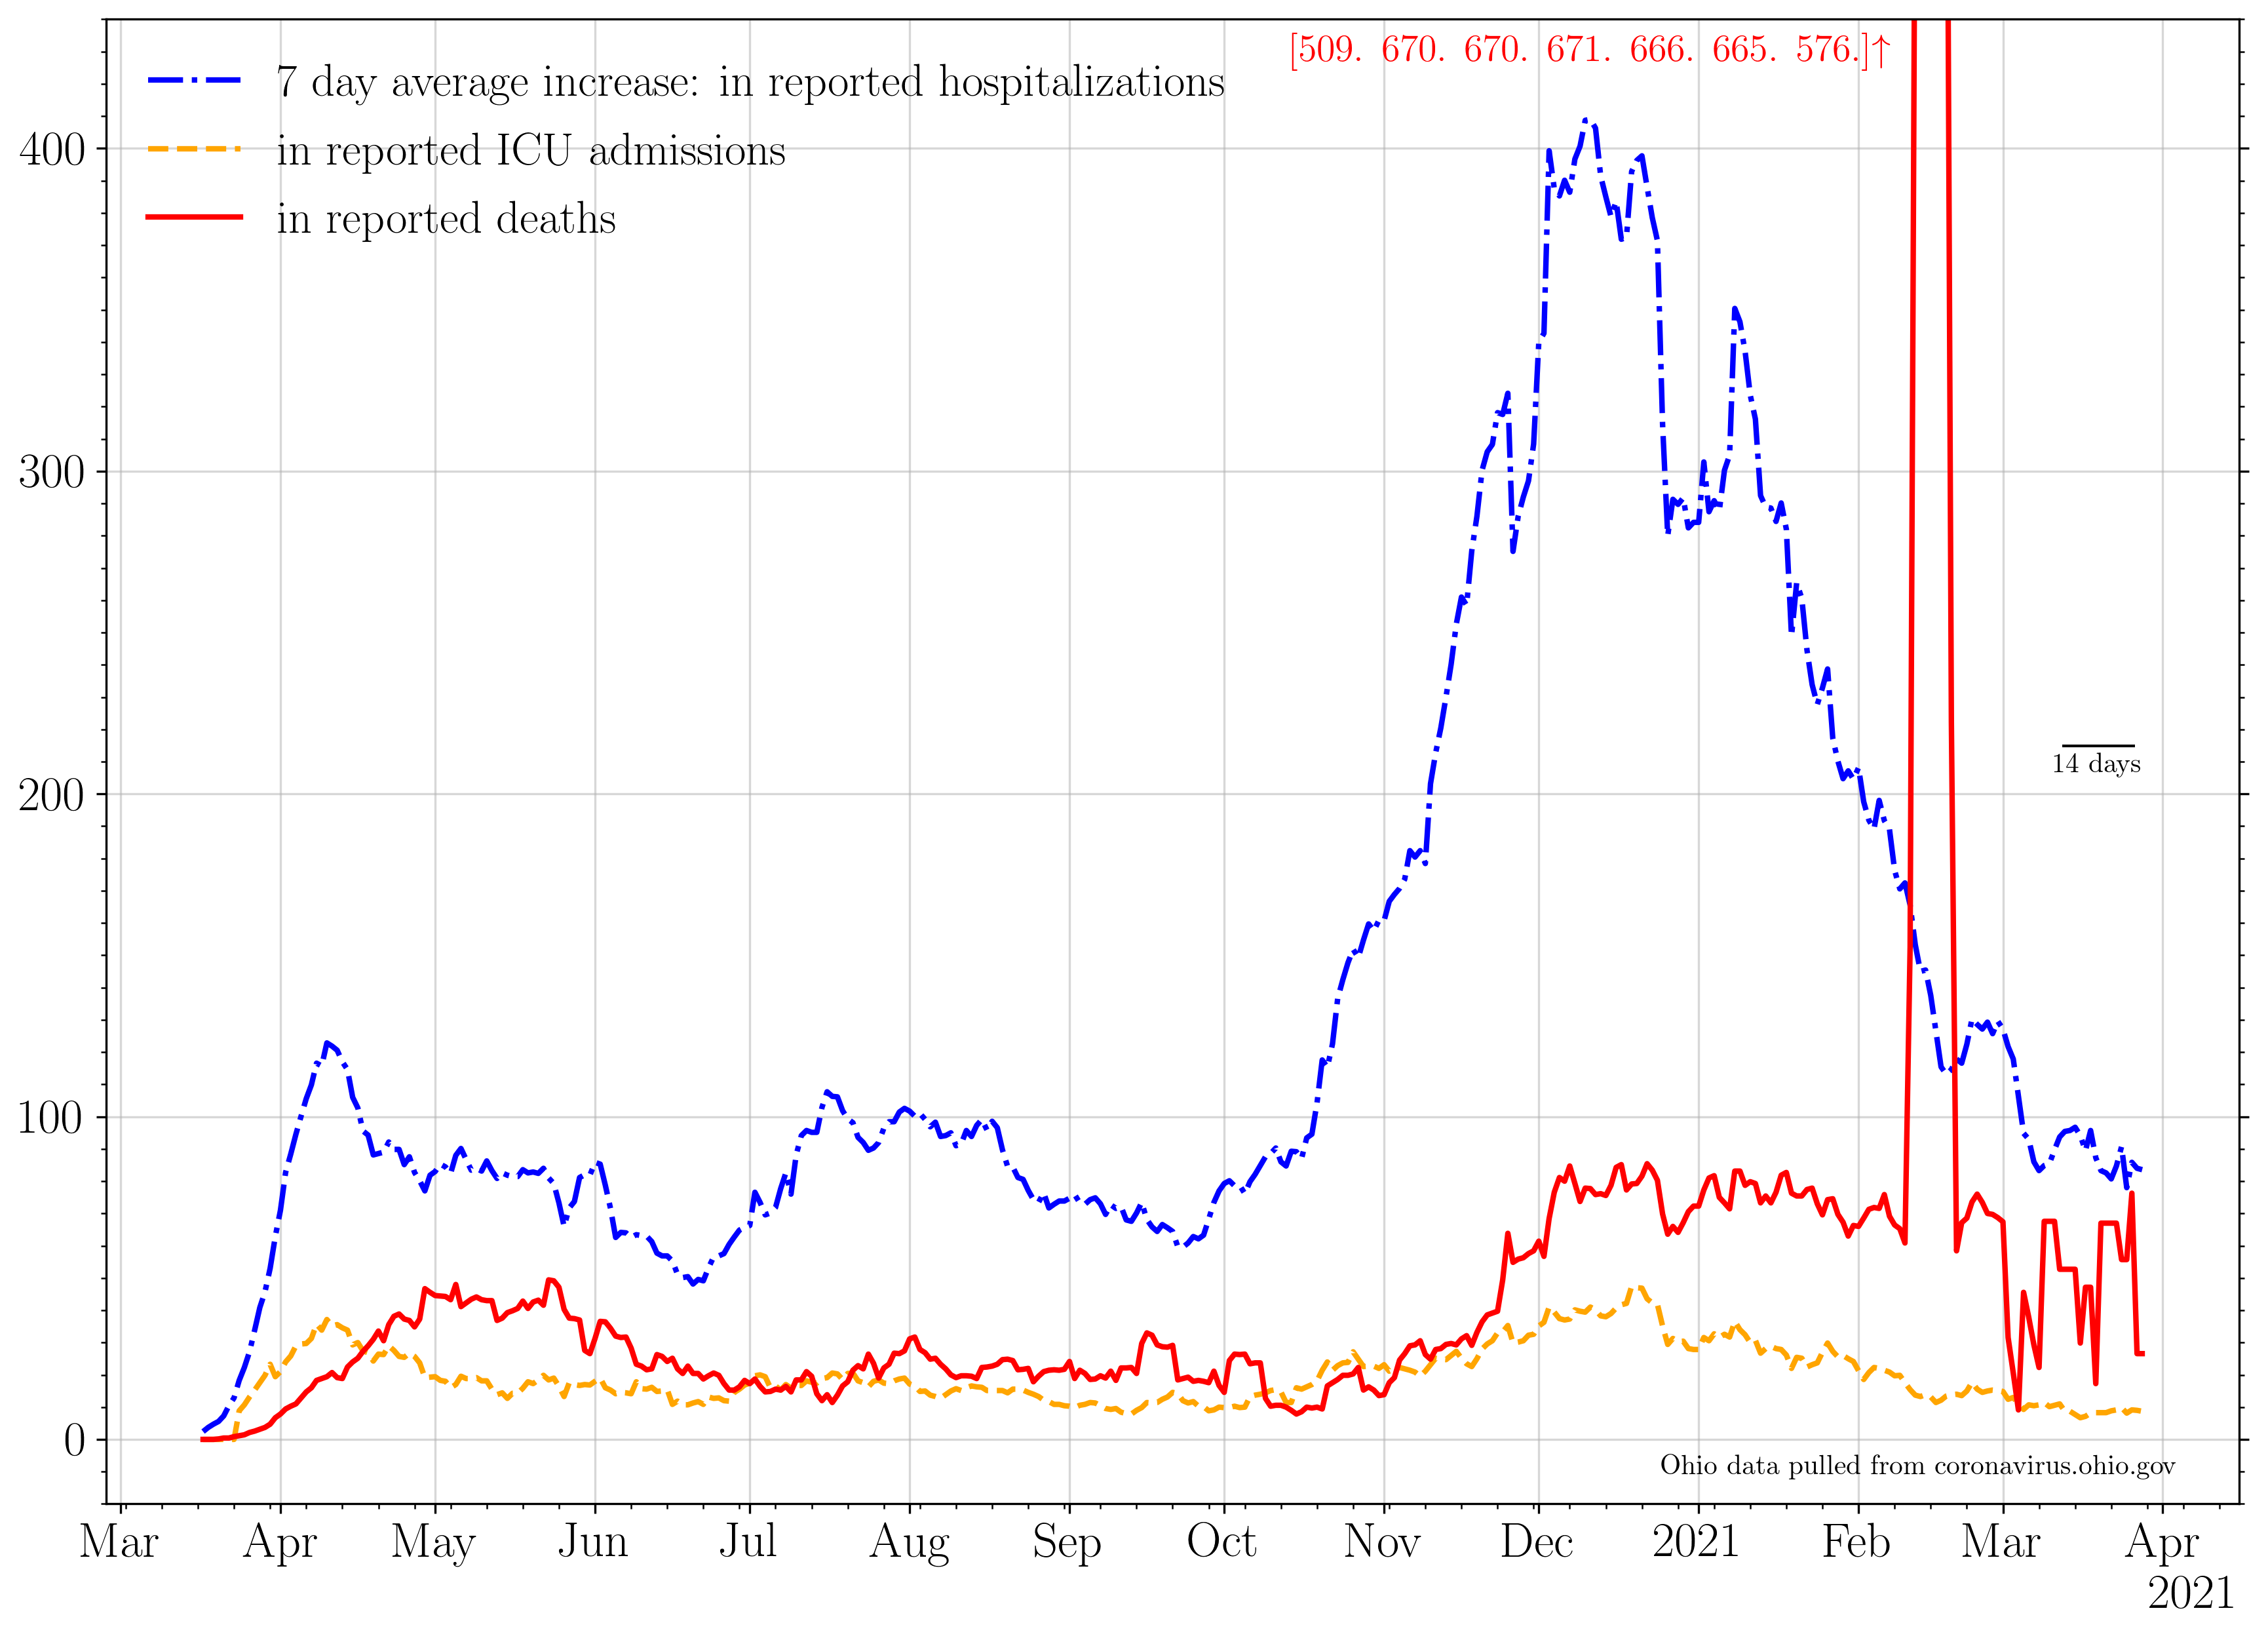 [509. 670. 670. 671. 666. 665. 576.]↑
7 day average increase: in reported hospitalizations
in reported ICU admissions
in reported deaths
400
300
200
100
0
14 days
Ohio data pulled from coronavirus.ohio.gov
Mar Apr May Jun Jul Aug Sep Oct Nov Dec 2021 Feb Mar Apr
2021